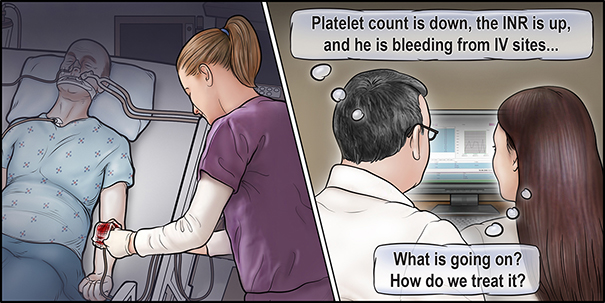 Platelet count is down, the INR is up,
and he is bleeding from IV sites...
What is going on?
How do we treat it?